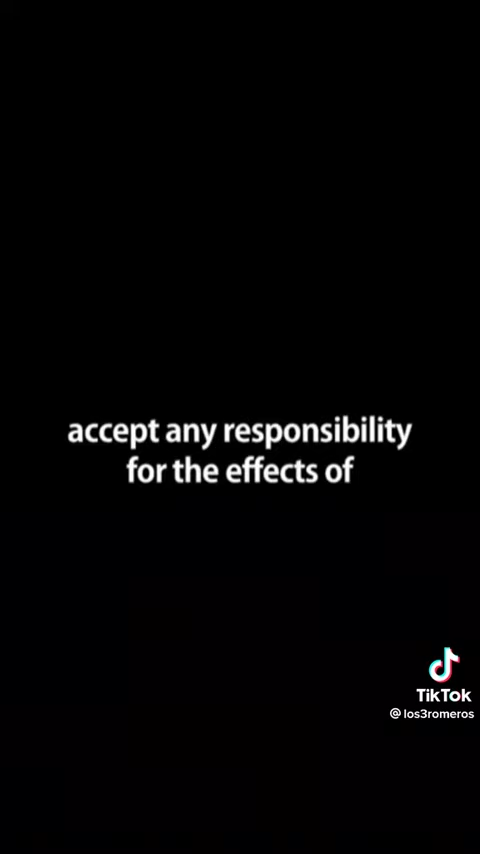 accept any responsibility
for the effects of
TikTok
@los3romeros